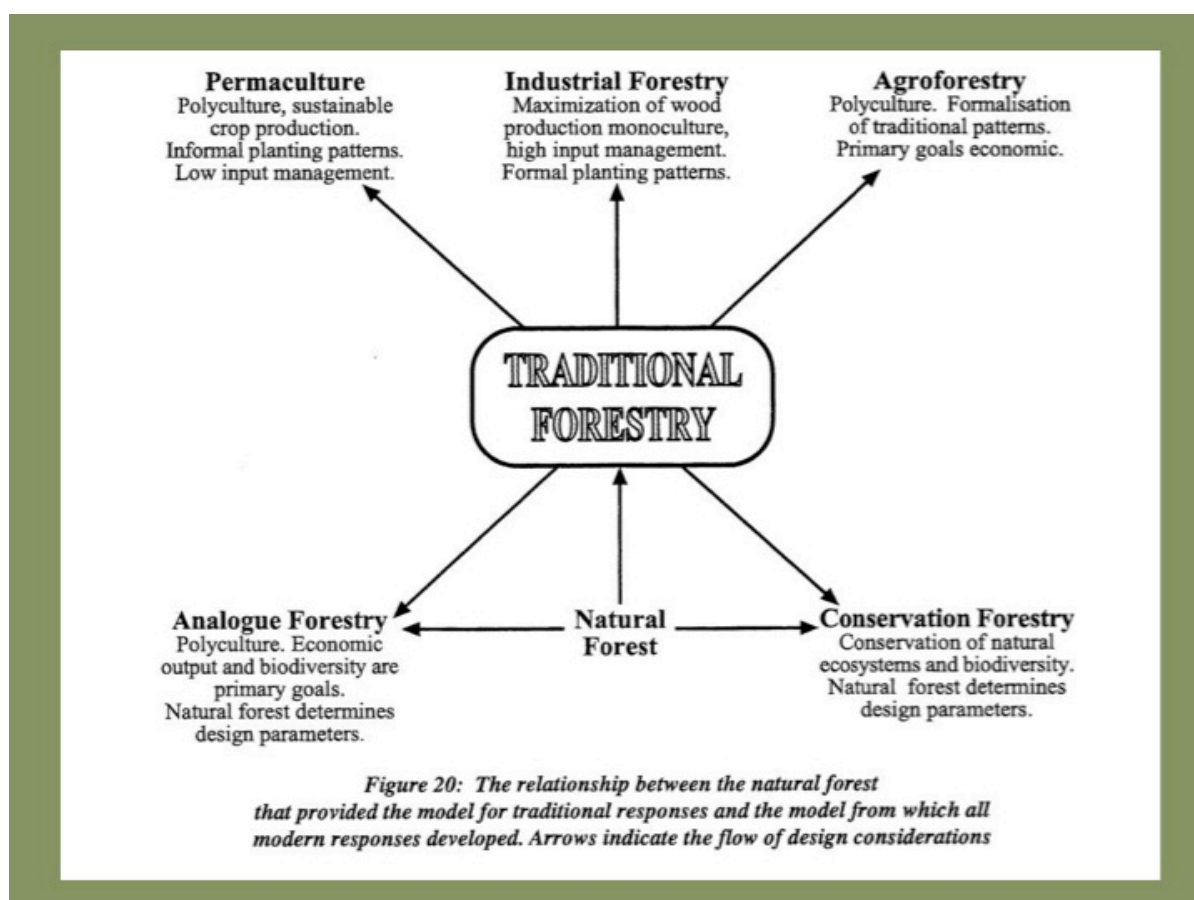 Permaculture
Polyculture, sustainable
crop production.
Informal planting patterns.
Low input management.
Industrial Forestry
Maximization of wood
production monoculture,
high input management.
Formal planting patterns.
Agroforestry
Polyculture. Formalisation
of traditional patterns.
Primary goals economic.
TRADITIONAL
FORESTRY
Analogue Forestry
Polyculture. Economic
output and biodiversity are
primary goals.
Natural forest determines
design parameters.
Natural
Forest
Conservation Forestry
Conservation of natural
ecosystems and biodiversity.
Natural forest determines
design parameters.
Figure 20: The relationship between the natural forest
that provided the model for traditional responses and the model from which all
modern responses developed. Arrows indicate the flow of design considerations